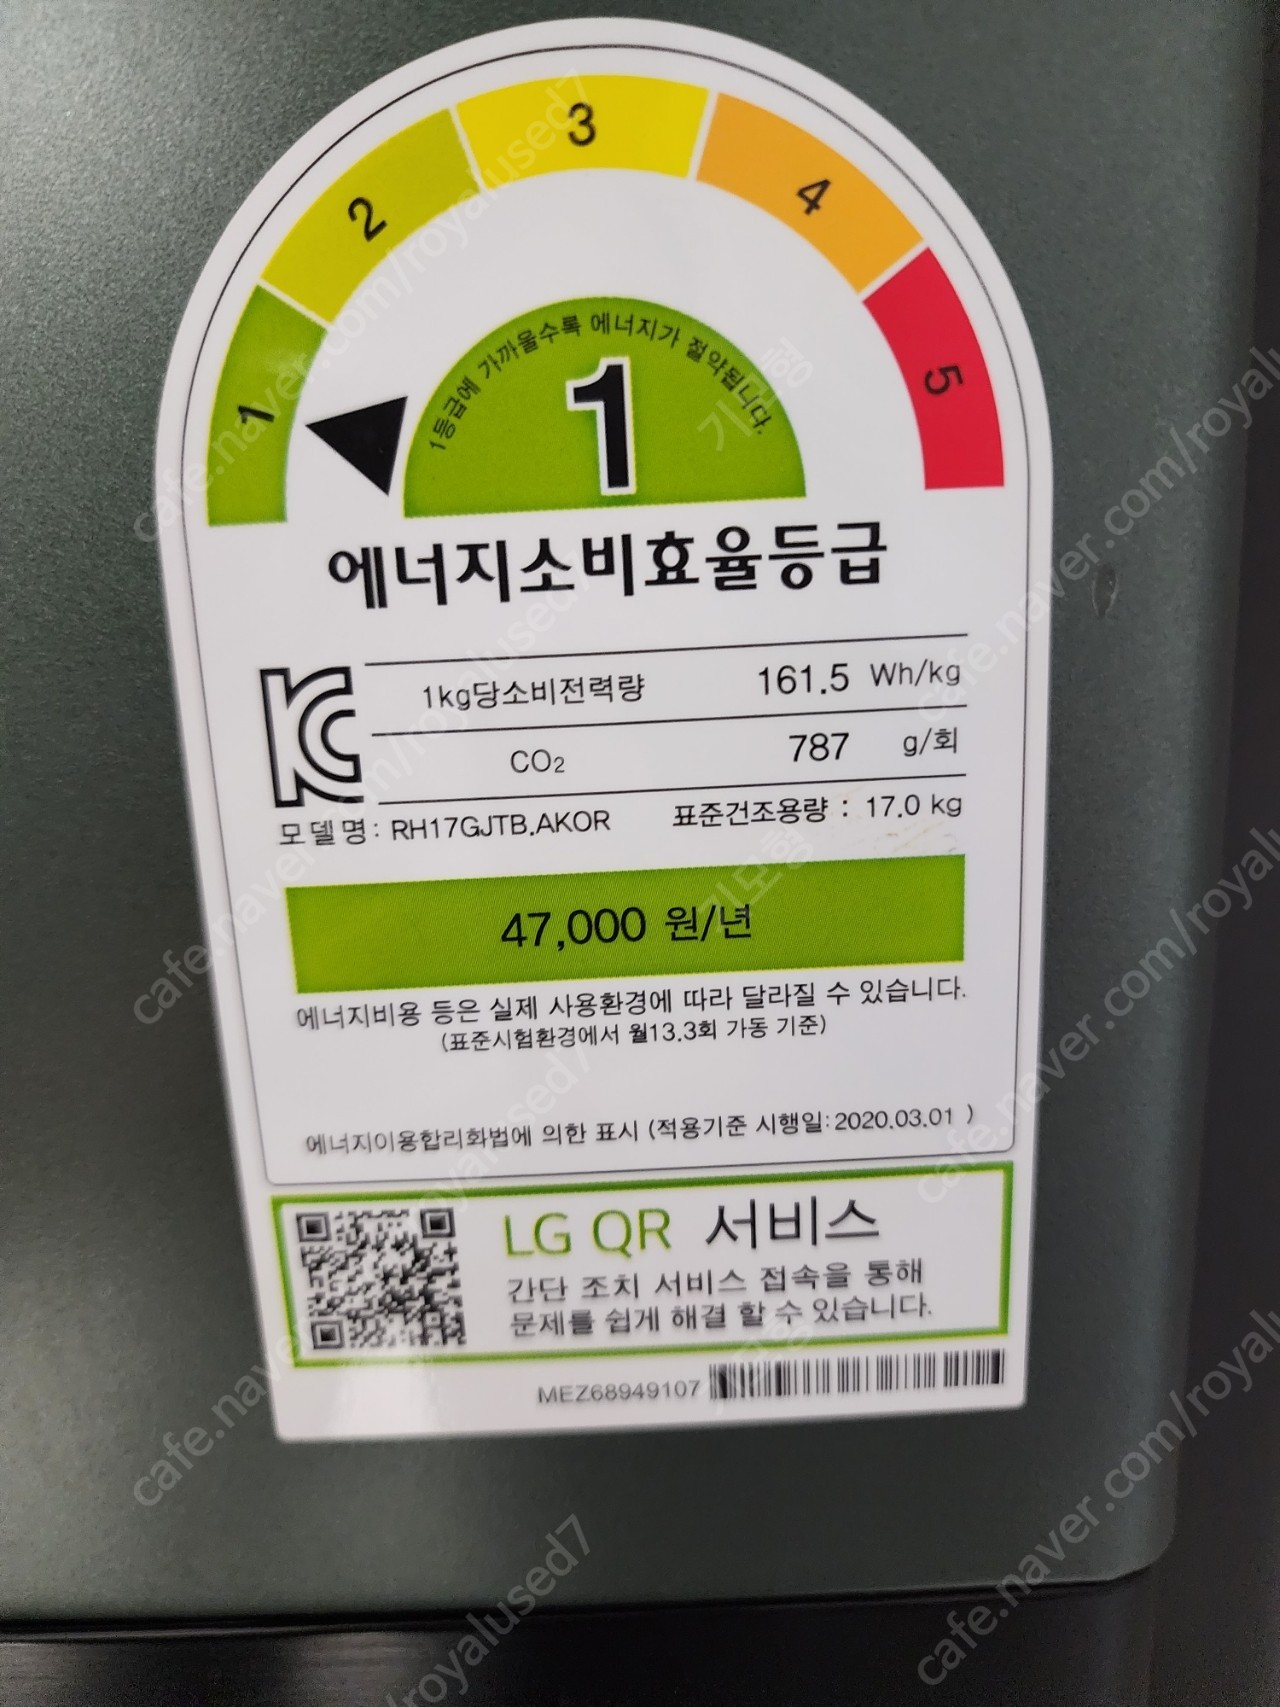 3
2
4
1
5
1등급에 가까울수록 에너지가 절약됩니다.
1
에너지소비효율등급
1kg당소비전력량 161.5 Wh/kg
CO₂ 787 g/회
모델명: RH17GJTB.AKOR 표준건조용량 : 17.0 kg
47,000 원/년
에너지비용 등은 실제 사용환경에 따라 달라질 수 있습니다.
(표준시험환경에서 월13.3회 가동 기준)
에너지이용합리화법에 의한 표시 (적용기준 시행일: 2020.03.01 )
LG QR 서비스
간단 조치 서비스 접속을 통해
문제를 쉽게 해결 할 수 있습니다.
MEZ68949107
cafe.naver.com/royalused7
기모형